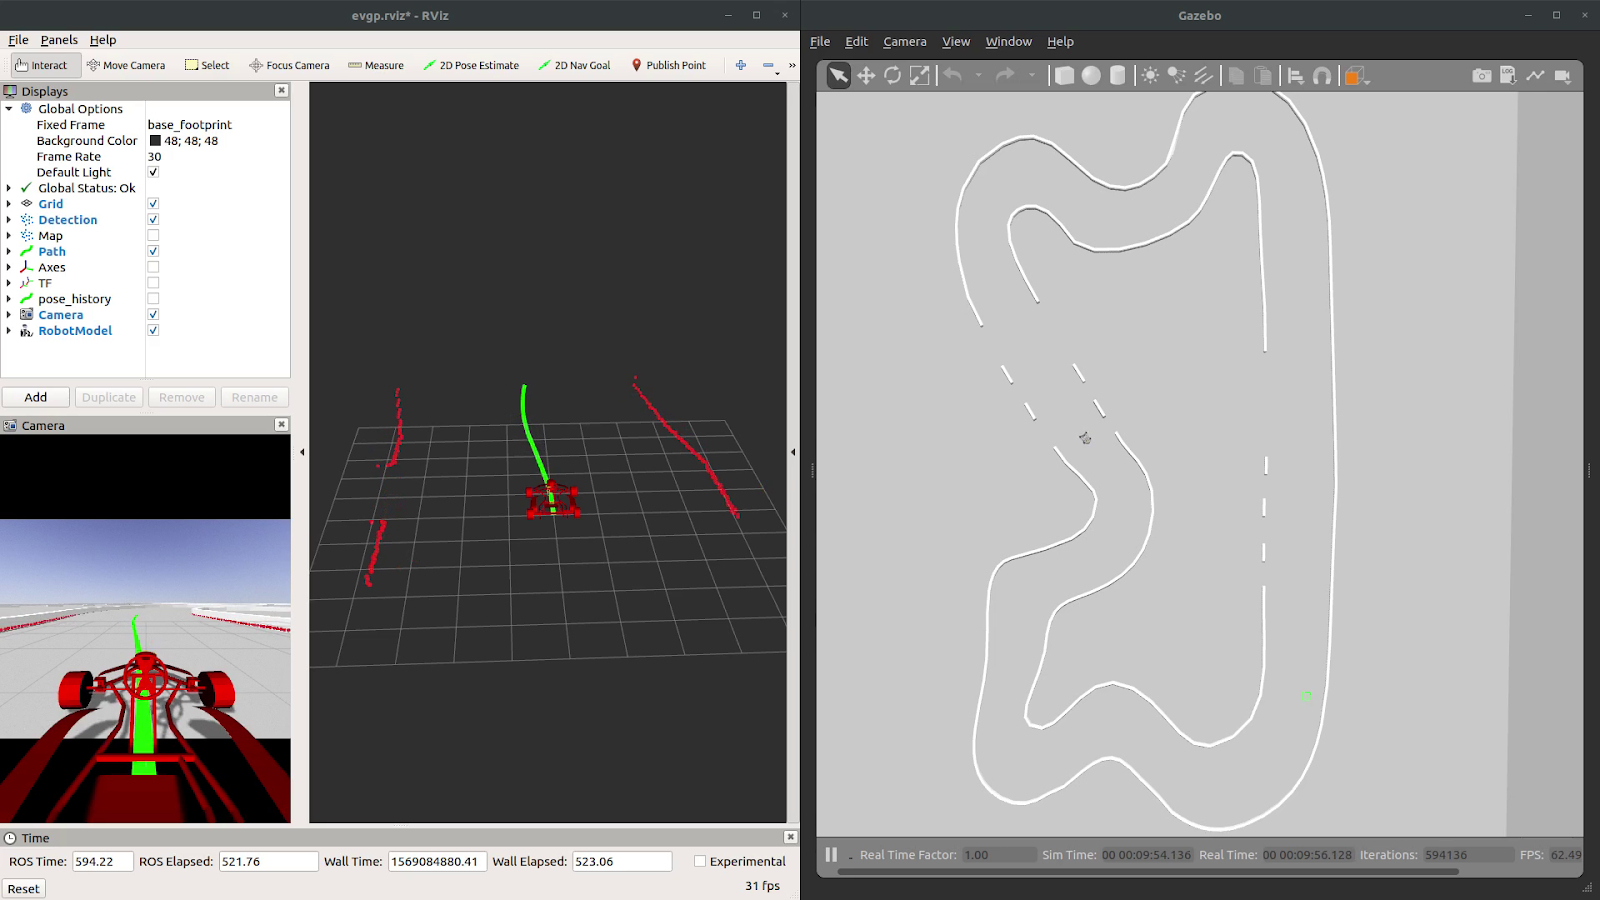 evgp.rviz* - RViz
File Panels Help
Interact Move Camera Select Focus Camera Measure 2D Pose Estimate 2D Nav Goal Publish Point »
Displays
Global Options
Fixed Frame base_footprint
Background Color 48; 48; 48
Frame Rate 30
Default Light
Global Status: Ok
Grid
Detection
Map
Path
Axes
TF
pose_history
Camera
RobotModel
Add Duplicate Remove Rename
Camera
Time
ROS Time: 594.22 ROS Elapsed: 521.76 Wall Time: 1569084880.41 Wall Elapsed: 523.06 Experimental
Reset 31 fps
Gazebo
File Edit Camera View Window Help
LOG
Real Time Factor: 1.00 Sim Time: 00 00:09:54.136 Real Time: 00 00:09:56.128 Iterations: 594136 FPS: 62.49